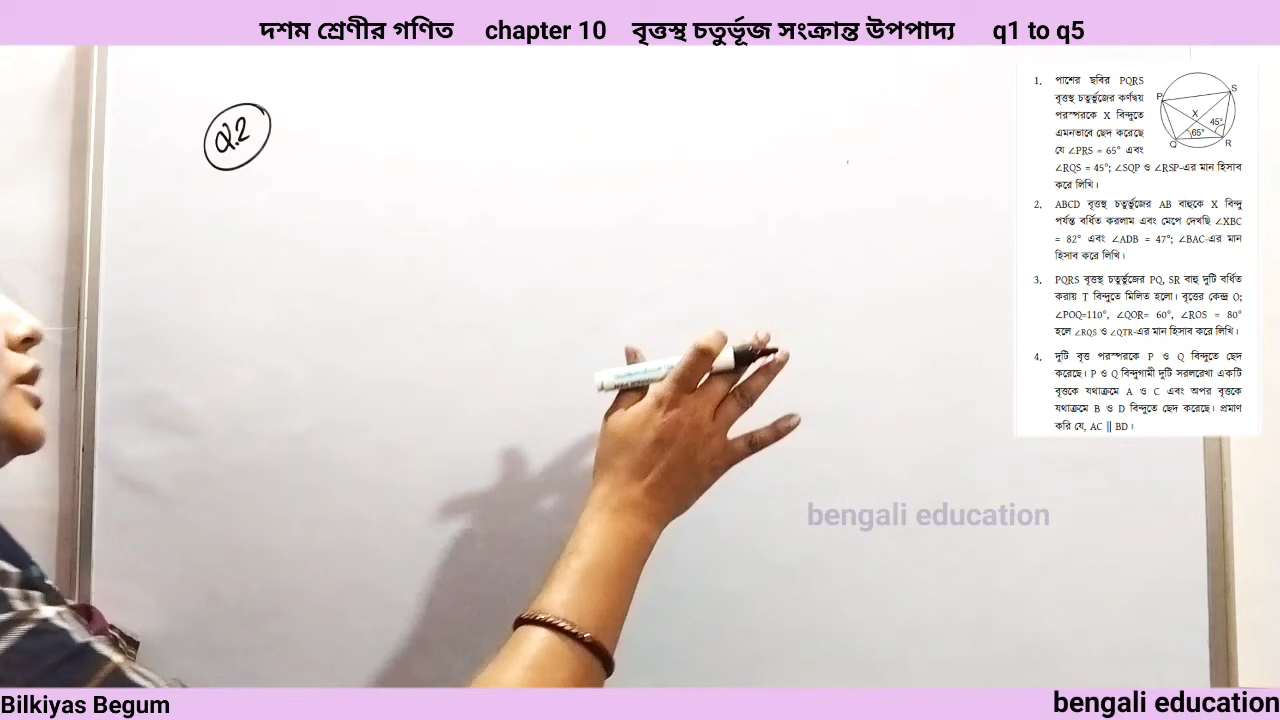 দশম শ্রেণীর গণিত chapter 10 বৃত্তস্থ চতুর্ভূজ সংক্রান্ত উপপাদ্য q1 to q5
Q.2
1. পাশের ছবির PQRS
বৃত্তস্থ চতুর্ভুজের কর্ণদ্বয়
পরস্পরকে X বিন্দুতে
এমনভাবে ছেদ করেছে
যে ∠PRS = 65° এবং
∠RQS = 45°; ∠SQP ও ∠RSP-এর মান হিসাব
করে লিখি।
P
S
X
45°
65°
Q
R
2. ABCD বৃত্তস্থ চতুর্ভুজের AB বাহুকে X বিন্দু
পর্যন্ত বর্ধিত করলাম এবং মেপে দেখছি ∠XBC
= 82° এবং ∠ADB = 47°; ∠BAC-এর মান
হিসাব করে লিখি।
3. PQRS বৃত্তস্থ চতুর্ভুজের PQ, SR বাহু দুটি বর্ধিত
করায় T বিন্দুতে মিলিত হলো। বৃত্তের কেন্দ্র O;
∠POQ=110°, ∠QOR= 60°, ∠ROS = 80°
হলে ∠RQS ও ∠QTR-এর মান হিসাব করে লিখি।
4. দুটি বৃত্ত পরস্পরকে P ও Q বিন্দুতে ছেদ
করেছে। P ও Q বিন্দুগামী দুটি সরলরেখা একটি
বৃত্তকে যথাক্রমে A ও C এবং অপর বৃত্তকে
যথাক্রমে B ও D বিন্দুতে ছেদ করেছে। প্রমাণ
করি যে, AC || BD।
bengali education
Bilkiyas Begum
bengali education